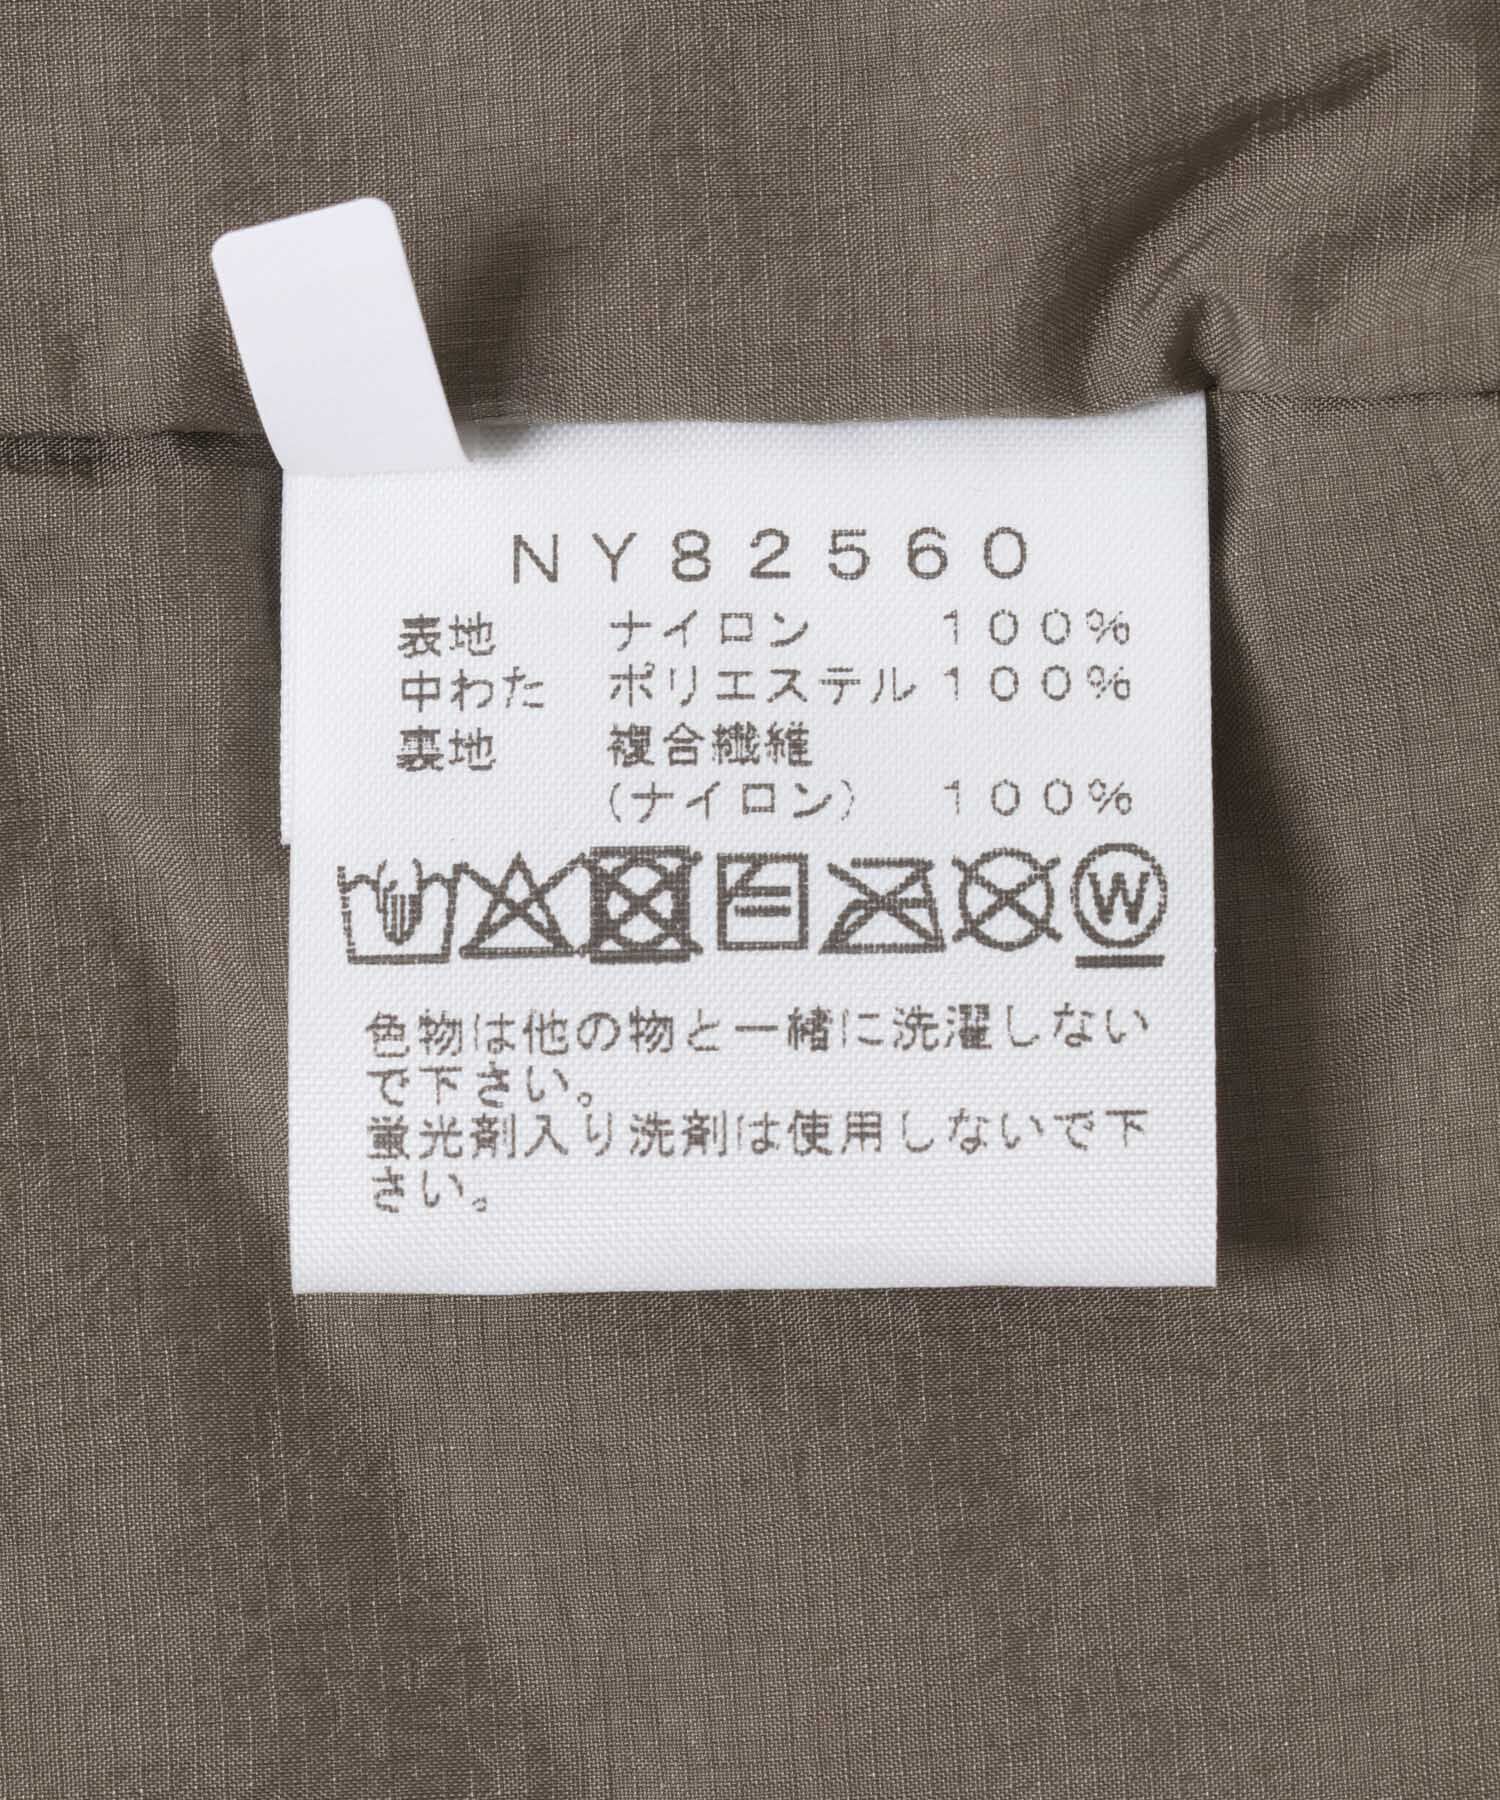 NY82560
表地 ナイロン 100%
中わた ポリエステル 100%
裏地 複合繊維
(ナイロン) 100%
W
色物は他の物と一緒に洗濯しない
で下さい。
蛍光剤入り洗剤は使用しないで下
さい。